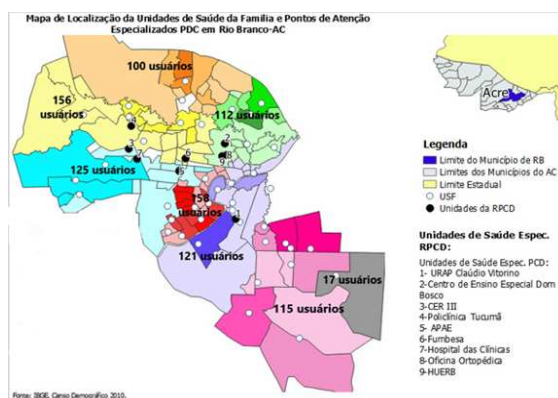 Mapa de Localização da Unidades de Saúde da Família e Pontos de Atenção
Especializados PDC em Rio Branco-AC
100 usuários
156
usuários
112 usuários
125 usuários
158
usuários
121 usuários
17 usuários
115 usuários
Acre
Legenda
Limite do Município de RB
Limites dos Municípios do AC
Limite Estadual
USF
Unidades da RPCD
Unidades de Saúde Espec.
RPCD:
Unidades de Saúde Espec. PCD:
1- URAP Claúdio Vitorino
2-Centro de Ensino Especial Dom
Bosco
3-CER III
4-Policlínica Tucumã
5- APAE
6-Fumbesa
7-Hospital das Clínicas
8-Oficina Ortopédica
9-HUERB
Fonte: IBGE. Censo Demográfico 2010.